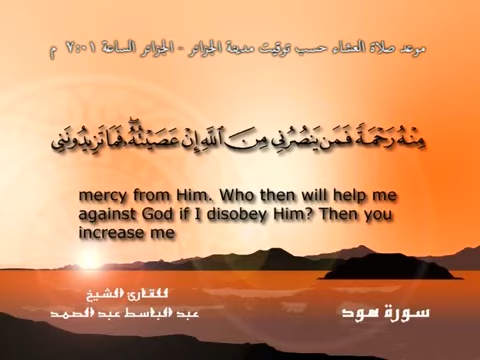 موعد صلاة العشاء حسب توقيت مدينة الجزائر - الجزائر الساعة ٧:٠١ م
مِنْهُ رَحْمَةً فَمَن يَنصُرُنِي مِنَ اللَّهِ إِنْ عَصَيْتُهُ ۖ فَمَا تَزِيدُونَنِي
mercy from Him. Who then will help me
against God if I disobey Him? Then you
increase me
للقارئ الشيخ
عبد الباسط عبد الصمد
سورة هود